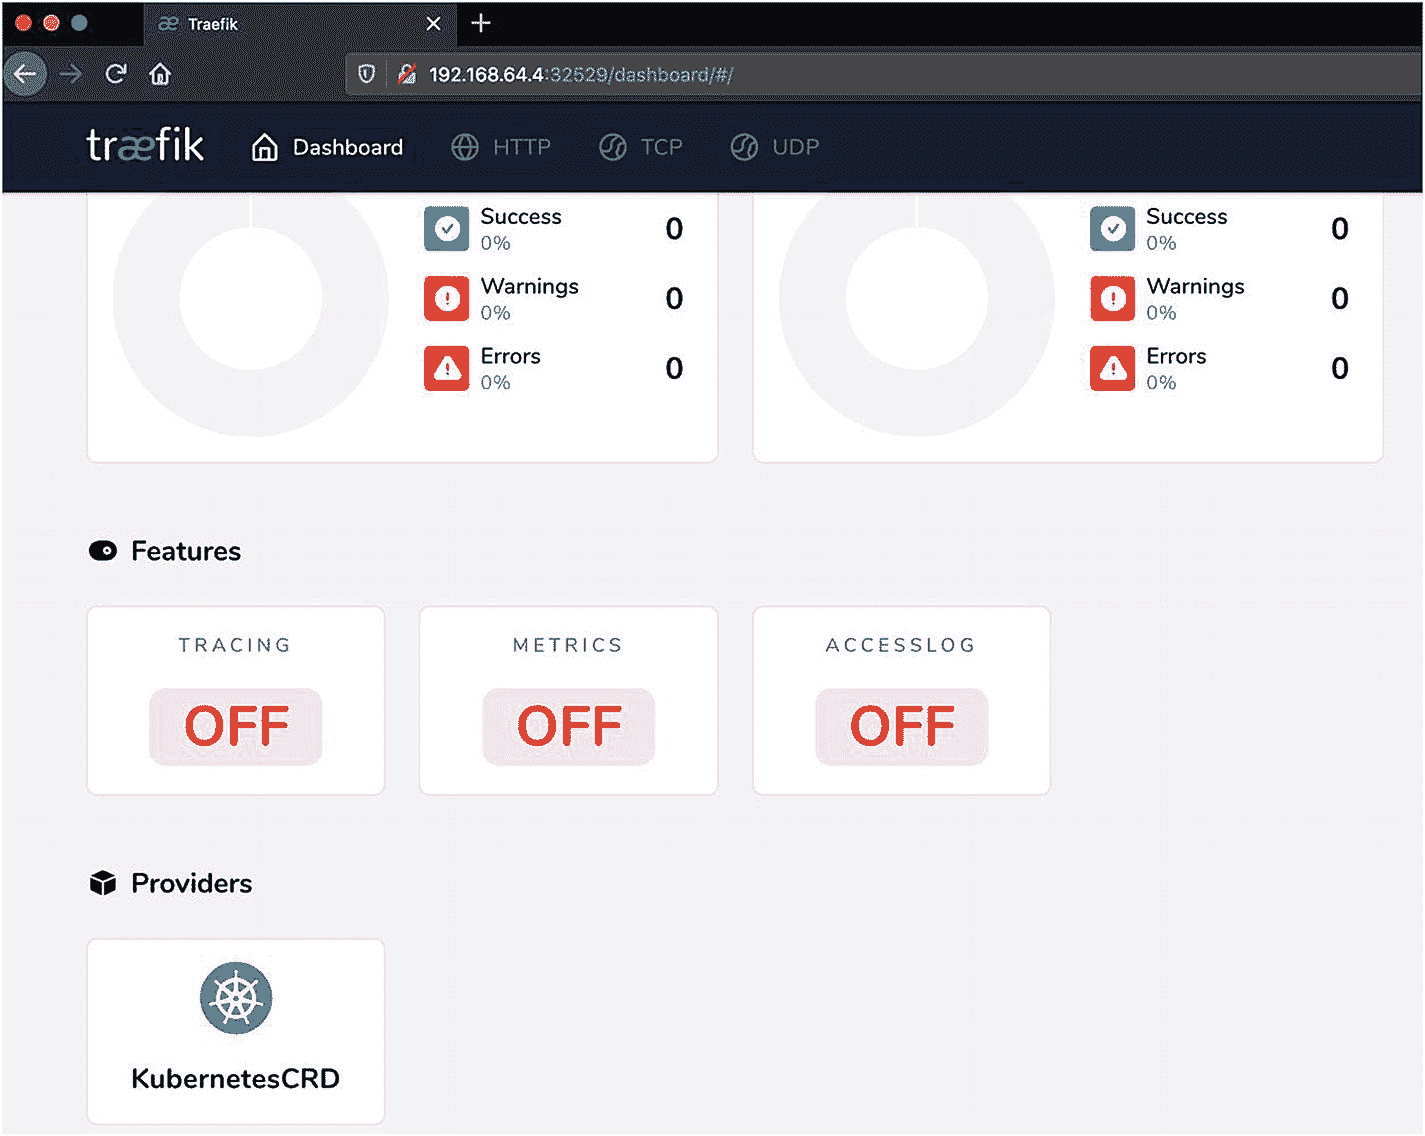 Traefik
192.168.64.4:32529/dashboard/#/
træfik Dashboard HTTP TCP UDP
Success 0
0%
Warnings 0
0%
Errors 0
0%
Success 0
0%
Warnings 0
0%
Errors 0
0%
Features
TRACING
OFF
METRICS
OFF
ACCESSLOG
OFF
Providers
KubernetesCRD